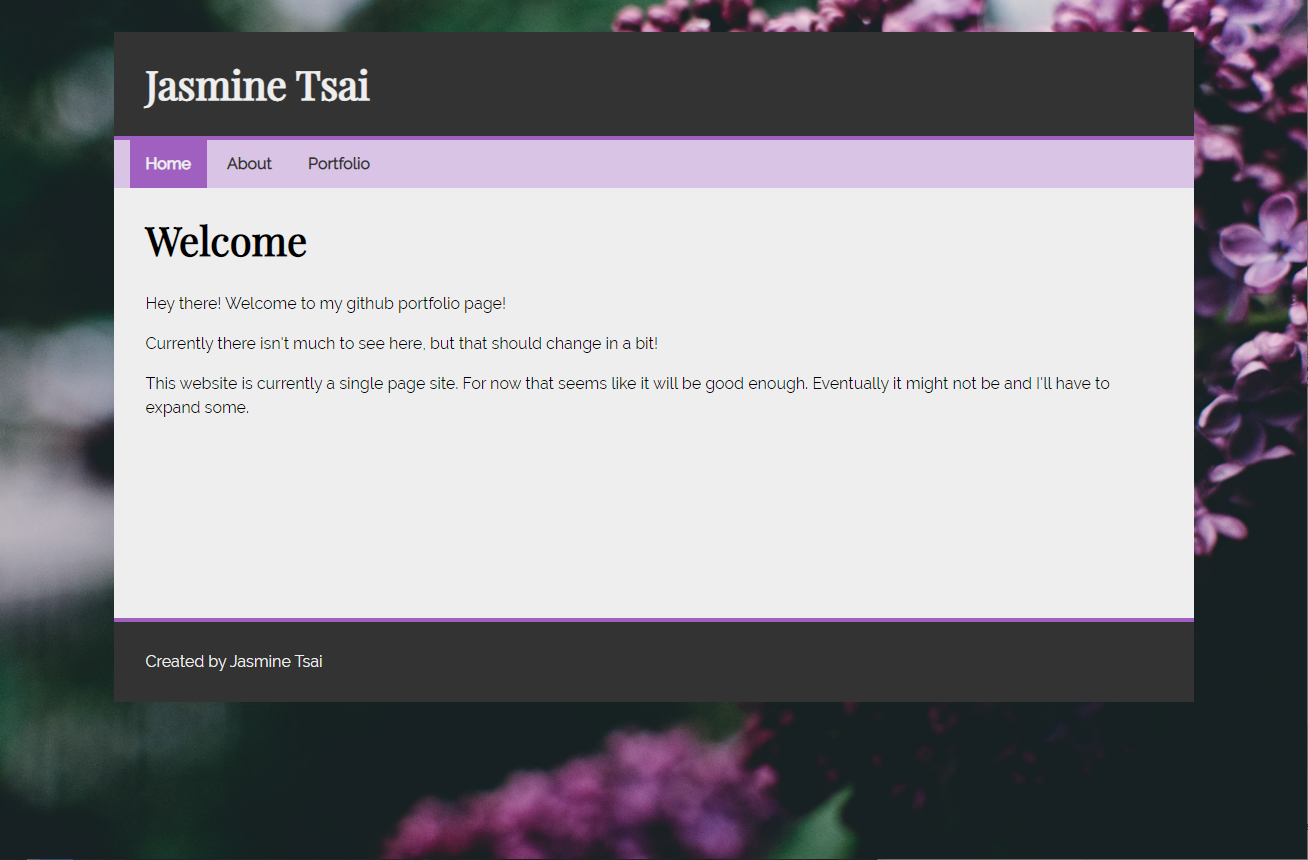 Jasmine Tsai
Home About Portfolio
Welcome
Hey there! Welcome to my github portfolio page!
Currently there isn't much to see here, but that should change in a bit!
This website is currently a single page site. For now that seems like it will be good enough. Eventually it might not be and I'll have to
expand some.
Created by Jasmine Tsai